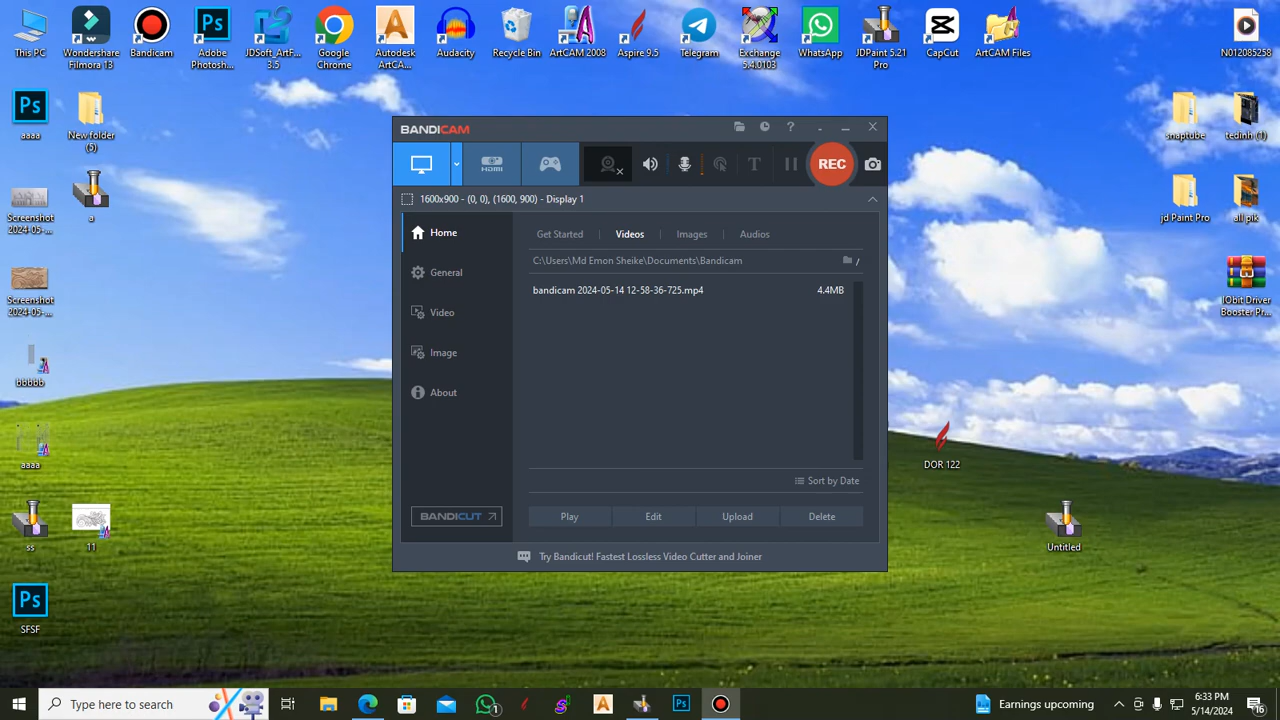 This PC
Wondershare
Filmora 13
Bandicam
Adobe
Photosh...
JDSoft_ArtF...
3.5
Google
Chrome
Autodesk
ArtCA...
Audacity
Recycle Bin
ArtCAM 2008
Aspire 9.5
Telegram
Exchange
5.4.0103
WhatsApp
JDPaint 5.21
Pro
CapCut
ArtCAM Files
N012085258
aaaa
New folder
(5)
snaptube
tedinh (1)
Screenshot
2024-05-...
a
jd Paint Pro
all pik
Screenshot
2024-05-...
IObit Driver
Booster Pr...
bbbbb
aaaa
DOR 122
ss
11
Untitled
SFSF
BANDICAM
HDMI
T
REC
1600x900 - (0, 0), (1600, 900) - Display 1
Home
General
Video
Image
About
Get Started
Videos
Images
Audios
C:\Users\Md Emon Sheike\Documents\Bandicam
bandicam 2024-05-14 12-58-36-725.mp4
4.4MB
Sort by Date
BANDICUT
Play
Edit
Upload
Delete
Try Bandicut! Fastest Lossless Video Cutter and Joiner
Type here to search
Earnings upcoming
6:33 PM
5/14/2024
16